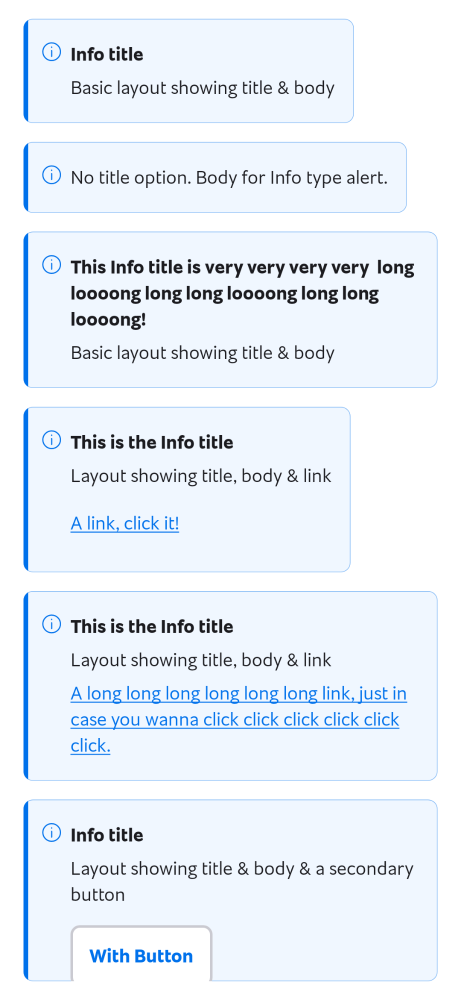 Info title
Basic layout showing title & body
No title option. Body for Info type alert.
This Info title is very very very very  long
loooong long long loooong long long
loooong!
Basic layout showing title & body
This is the Info title
Layout showing title, body & link
A link, click it!
This is the Info title
Layout showing title, body & link
A long long long long long long link, just in
case you wanna click click click click click
click.
Info title
Layout showing title & body & a secondary
button
With Button